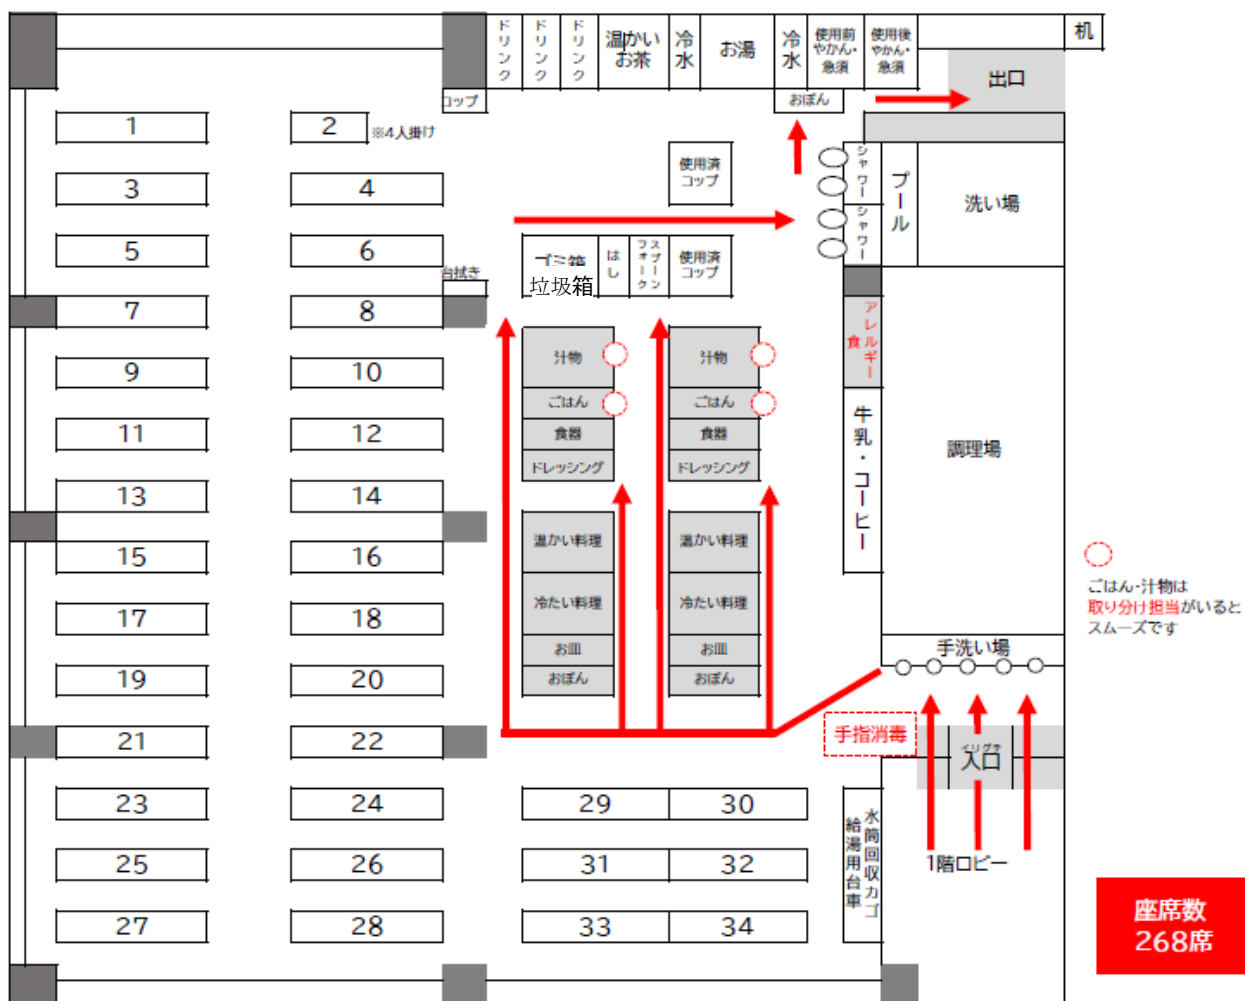 ドリンク
ドリンク
ドリンク
温かい
お茶
冷水
お湯
冷水
使用前
やかん・
急須
使用後
やかん・
急須
机
出口
コップ
おぼん
1
2
※4人掛け
使用済
コップ
シャワー
プール
洗い場
3
4
シャワー
5
6
台拭き
ゴミ箱
垃圾箱
はし
スプーン
フォーク
使用済
コップ
7
8
アレルギー
食
汁物
汁物
9
10
ごはん
ごはん
11
12
食器
食器
牛乳・コーヒー
調理場
ドレッシング
ドレッシング
13
14
温かい料理
温かい料理
15
16
冷たい料理
冷たい料理
ごはん・汁物は
取り分け担当がいると
スムーズです
17
18
お皿
お皿
手洗い場
19
20
おぼん
おぼん
21
22
手指消毒
イリグチ
入口
23
24
29
30
水筒回収カゴ
給湯用台車
25
26
31
32
1階ロビー
27
28
33
34
座席数
268席